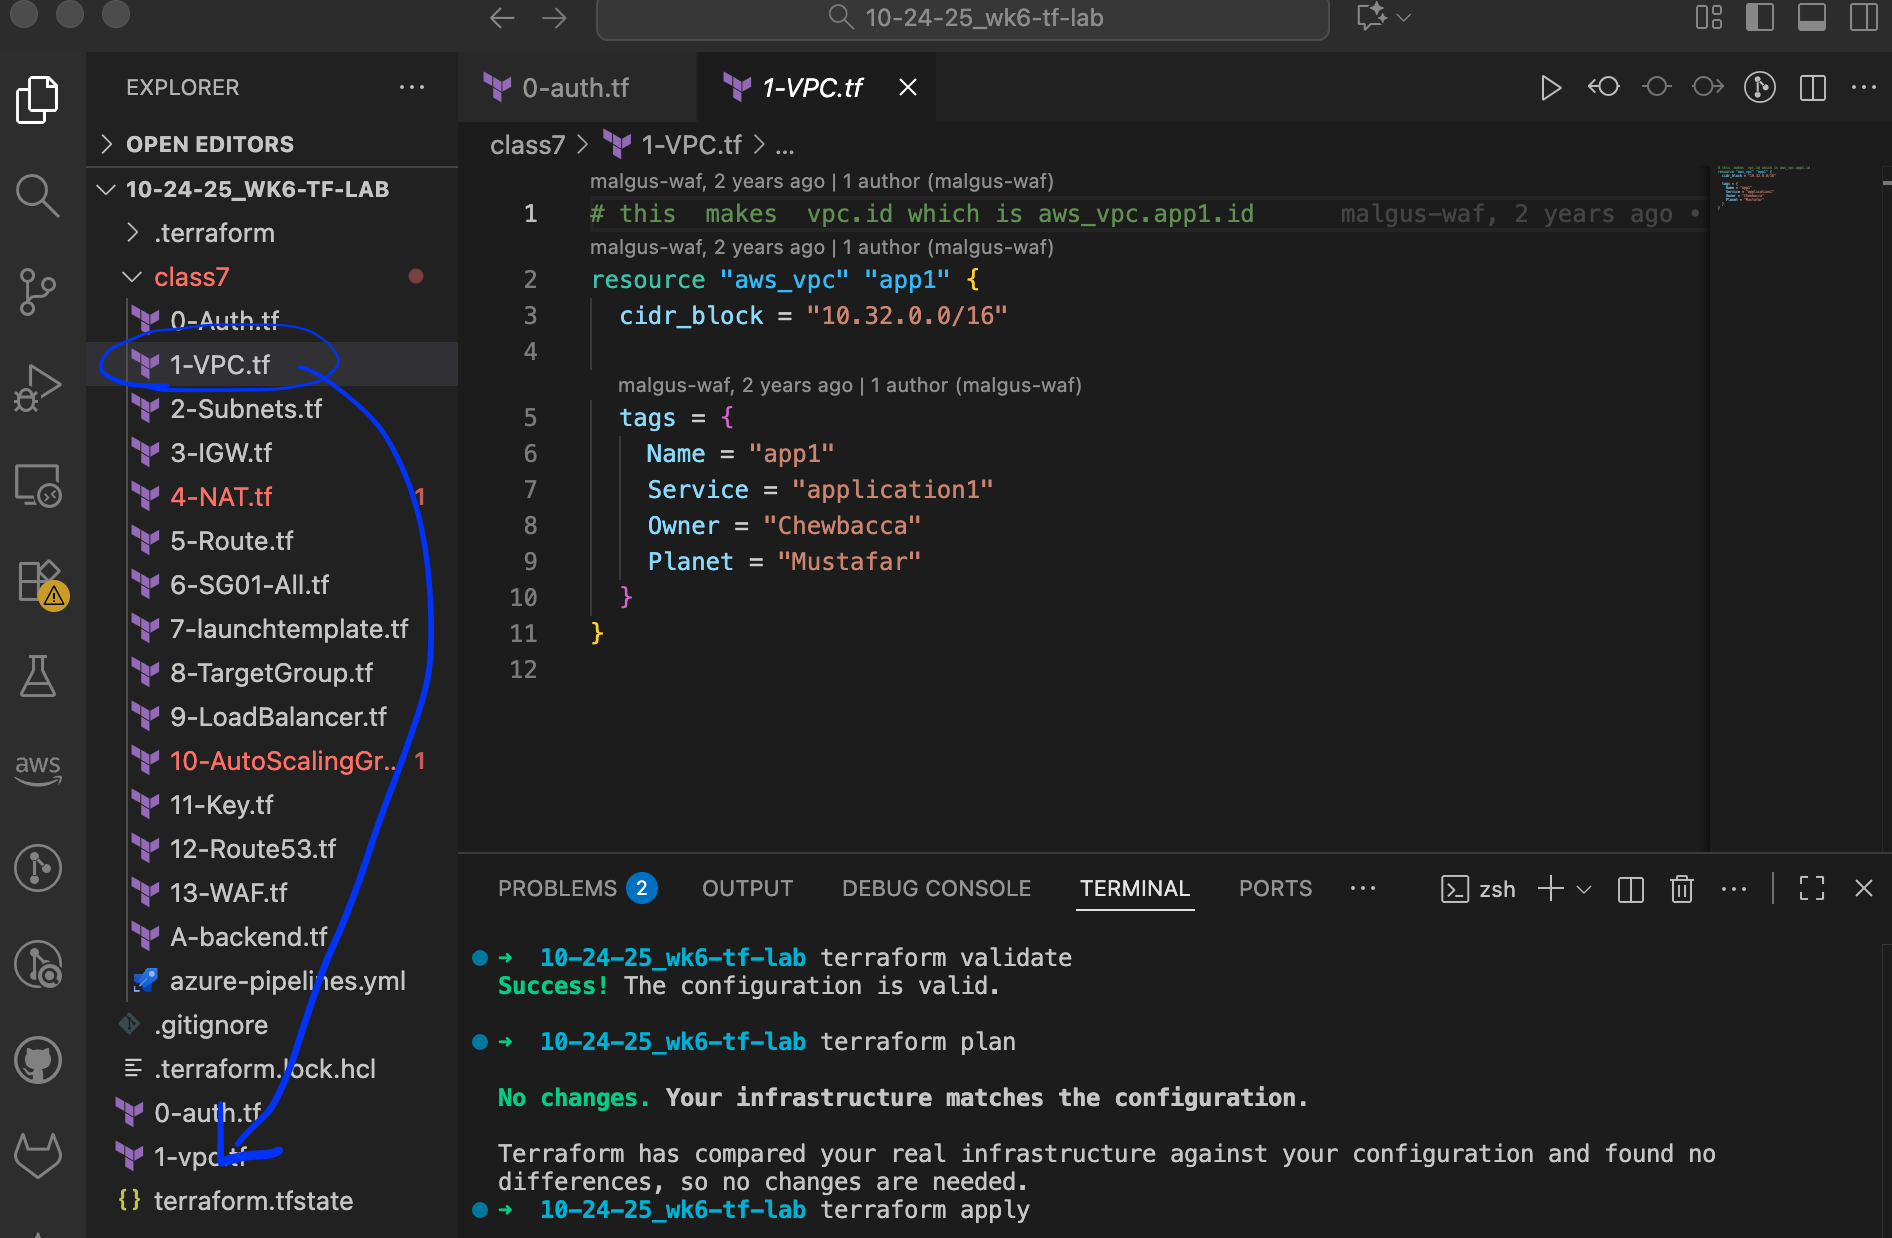 10-24-25_wk6-tf-lab
EXPLORER
OPEN EDITORS
10-24-25_WK6-TF-LAB
.terraform
class7
0-Auth.tf
1-VPC.tf
2-Subnets.tf
3-IGW.tf
4-NAT.tf 1
5-Route.tf
6-SG01-All.tf
7-launchtemplate.tf
8-TargetGroup.tf
9-LoadBalancer.tf
10-AutoScalingGr... 1
11-Key.tf
12-Route53.tf
13-WAF.tf
A-backend.tf
azure-pipelines.yml
.gitignore
.terraform.lock.hcl
0-auth.tf
1-vpc.tf
{} terraform.tfstate
aws
0-auth.tf 1-VPC.tf
class7 > 1-VPC.tf > ...
malgus-waf, 2 years ago | 1 author (malgus-waf)
1 # this  makes  vpc.id which is aws_vpc.app1.id malgus-waf, 2 years ago •
malgus-waf, 2 years ago | 1 author (malgus-waf)
2 resource "aws_vpc" "app1" {
3 cidr_block = "10.32.0.0/16"
4
malgus-waf, 2 years ago | 1 author (malgus-waf)
5 tags = {
6 Name = "app1"
7 Service = "application1"
8 Owner = "Chewbacca"
9 Planet = "Mustafar"
10 }
11 }
12
PROBLEMS 2 OUTPUT DEBUG CONSOLE TERMINAL PORTS ... zsh
➜ 10-24-25_wk6-tf-lab terraform validate
Success! The configuration is valid.
➜ 10-24-25_wk6-tf-lab terraform plan
No changes. Your infrastructure matches the configuration.
Terraform has compared your real infrastructure against your configuration and found no
differences, so no changes are needed.
➜ 10-24-25_wk6-tf-lab terraform apply